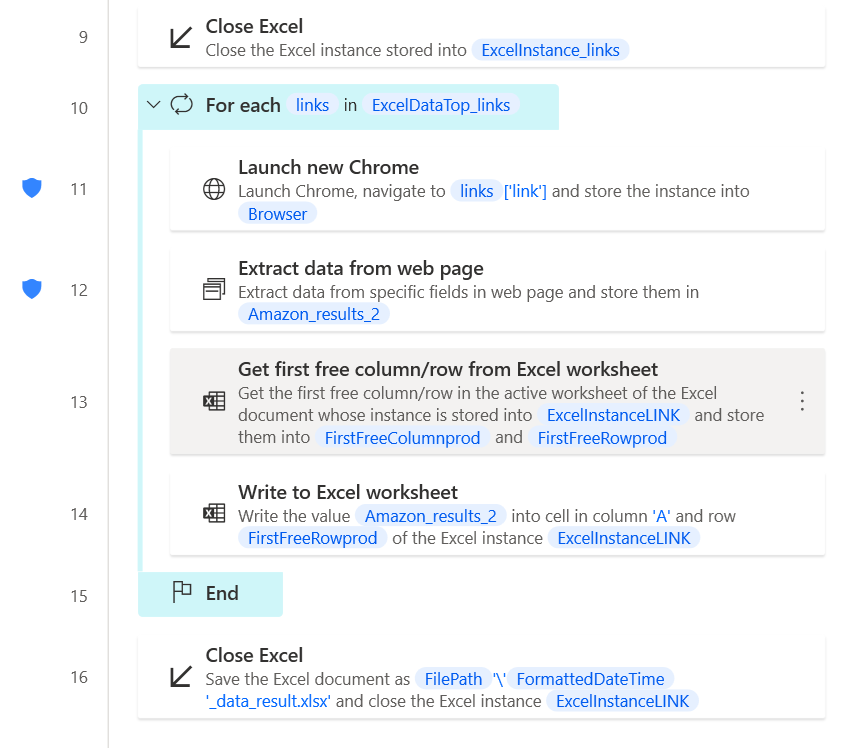 9
Close Excel
Close the Excel instance stored into ExcelInstance_links
10
For each links in ExcelDataTop_links
Launch new Chrome
11
Launch Chrome, navigate to links ['link'] and store the instance into
Browser
Extract data from web page
12
Extract data from specific fields in web page and store them in
Amazon_results_2
Get first free column/row from Excel worksheet
13
Get the first free column/row in the active worksheet of the Excel
document whose instance is stored into ExcelInstanceLINK and store
them into FirstFreeColumnprod and FirstFreeRowprod
Write to Excel worksheet
14
Write the value Amazon_results_2 into cell in column 'A' and row
FirstFreeRowprod of the Excel instance ExcelInstanceLINK
15
End
Close Excel
16
Save the Excel document as FilePath '\' FormattedDateTime
'_data_result.xlsx' and close the Excel instance ExcelInstanceLINK